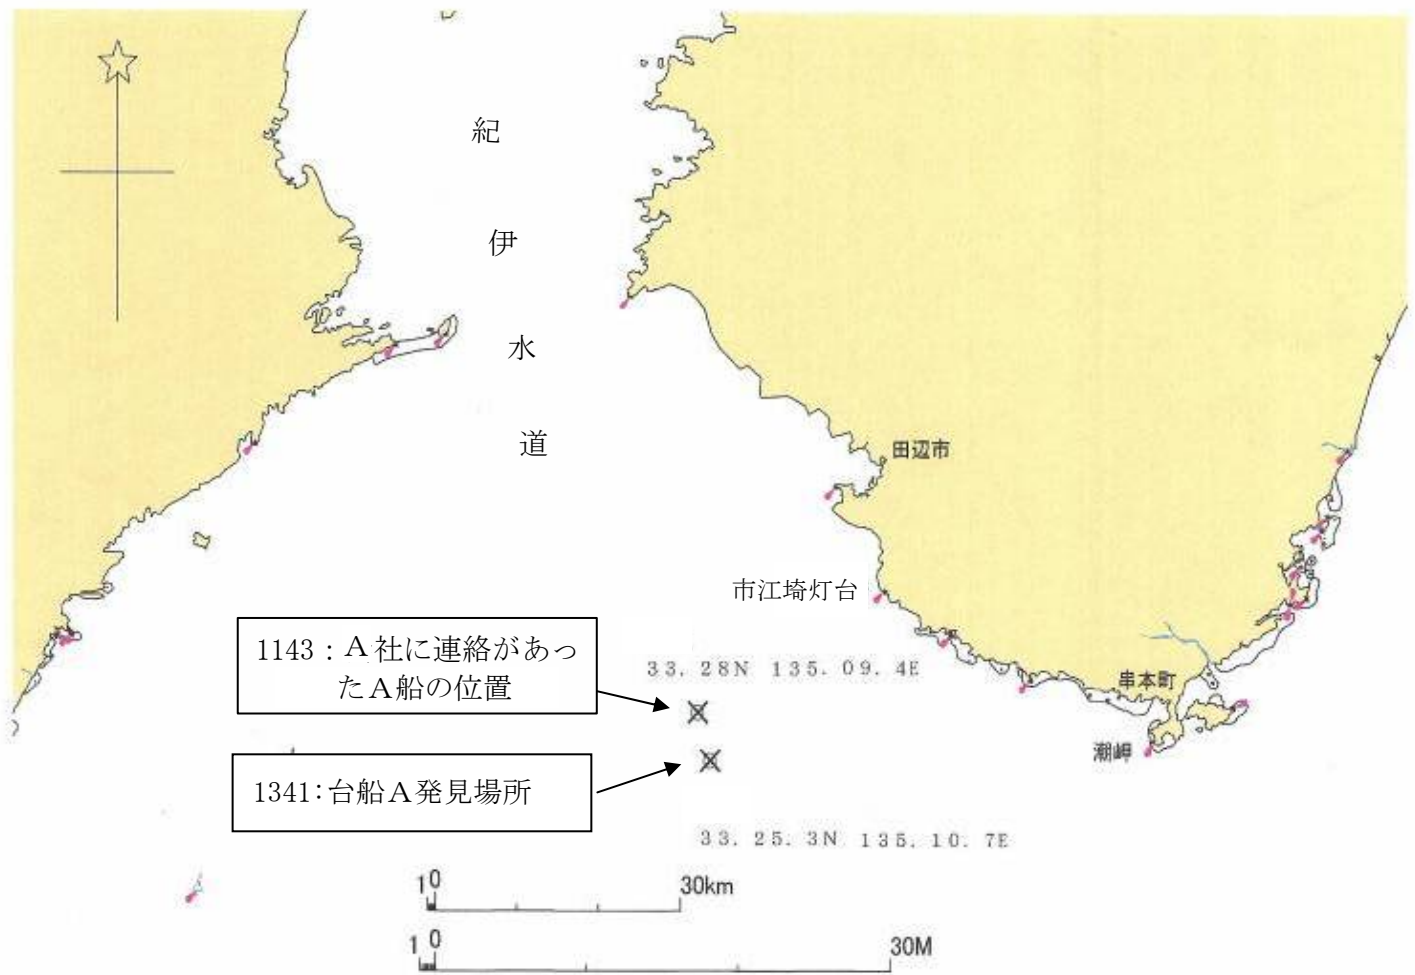 紀
伊
水
道
田辺市
市江埼灯台
1143：Ａ社に連絡があっ
たＡ船の位置
33. 28N 135. 09. 4E
串本町
潮岬
1341：台船Ａ発見場所
33. 25. 3N 135. 10. 7E
1 0 30km
1 0 30M